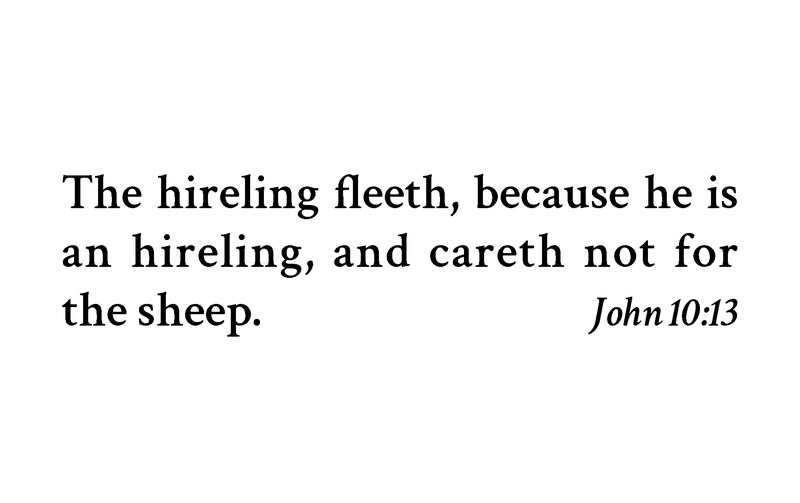 The hireling fleeth, because he is
an hireling, and careth not for
the sheep. John 10:13